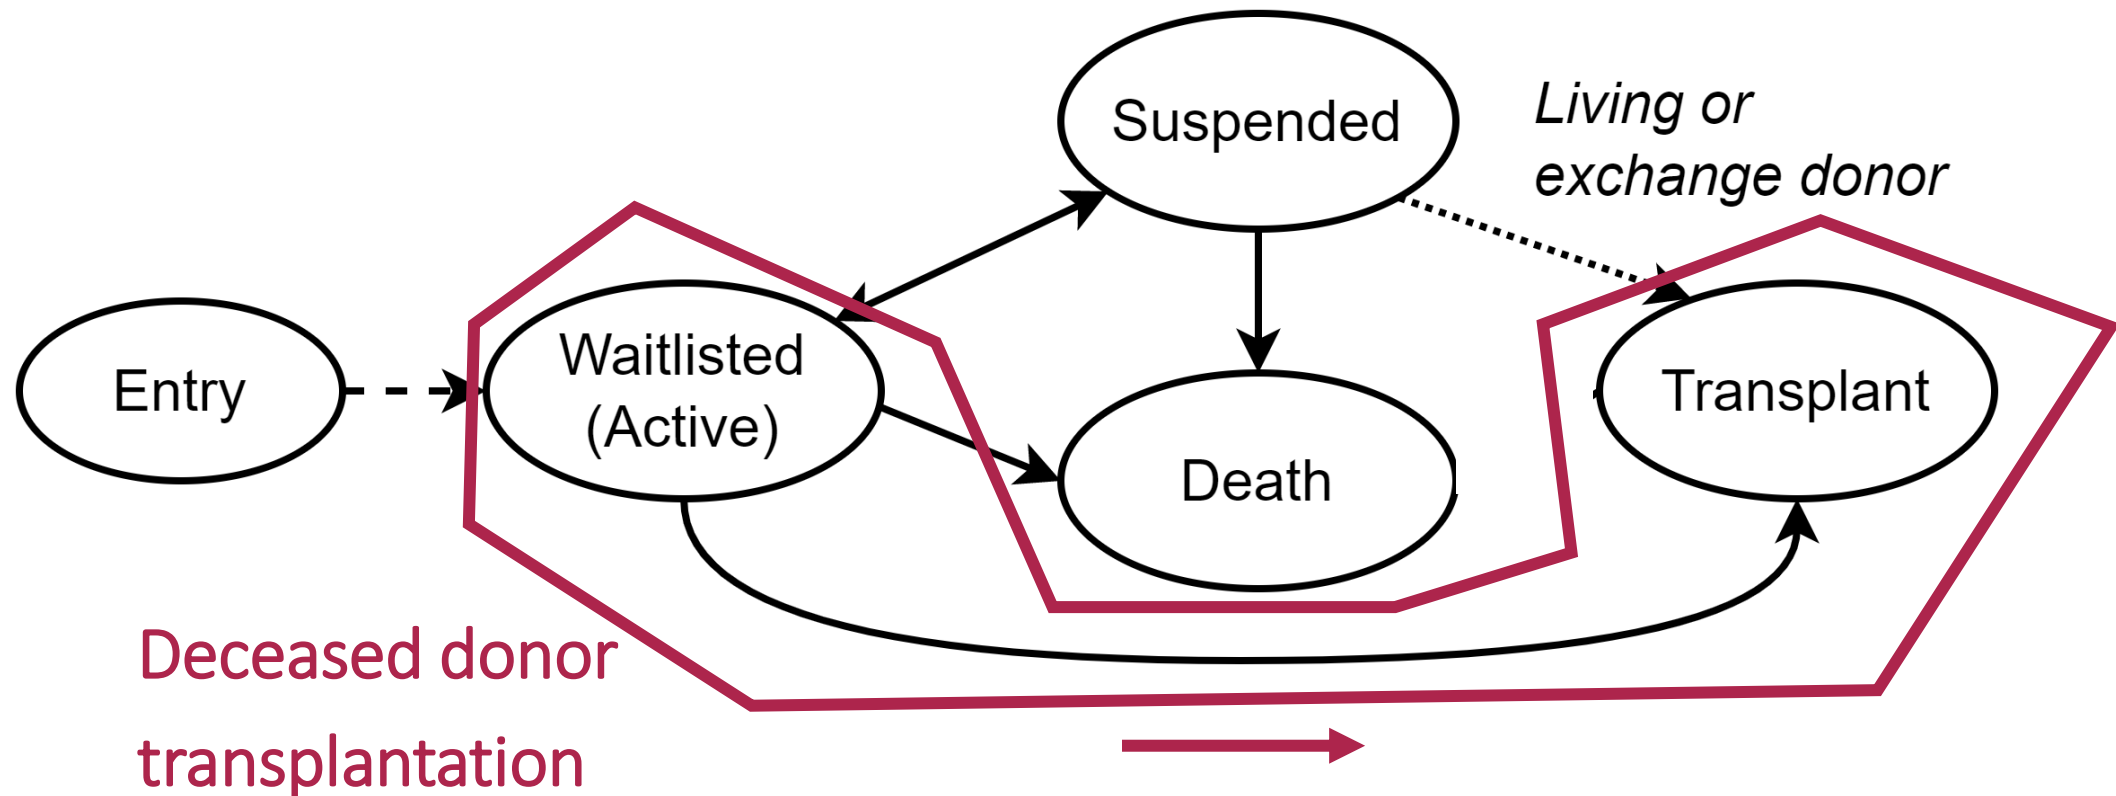 Suspended
Living or
exchange donor
Entry
Waitlisted
(Active)
Death
Transplant
Deceased donor
transplantation